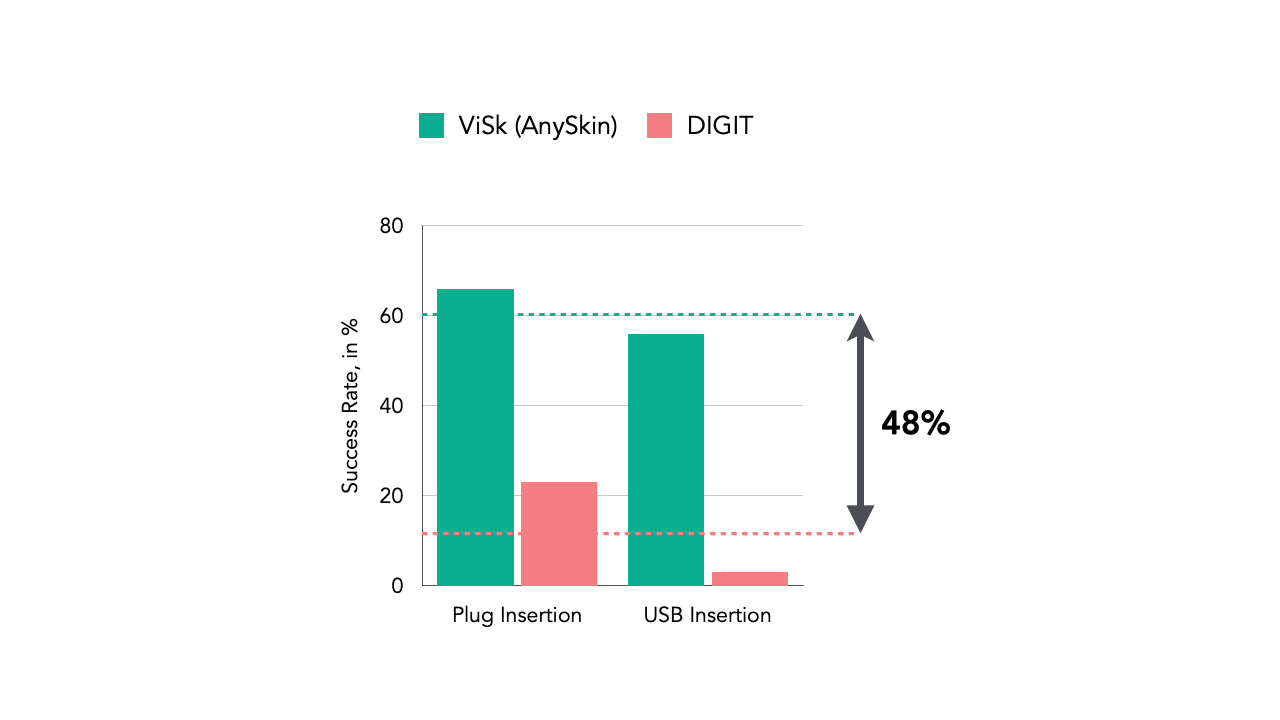 ViSk (AnySkin) DIGIT
80
60
40
20
0
Success Rate, in %
48%
Plug Insertion USB Insertion